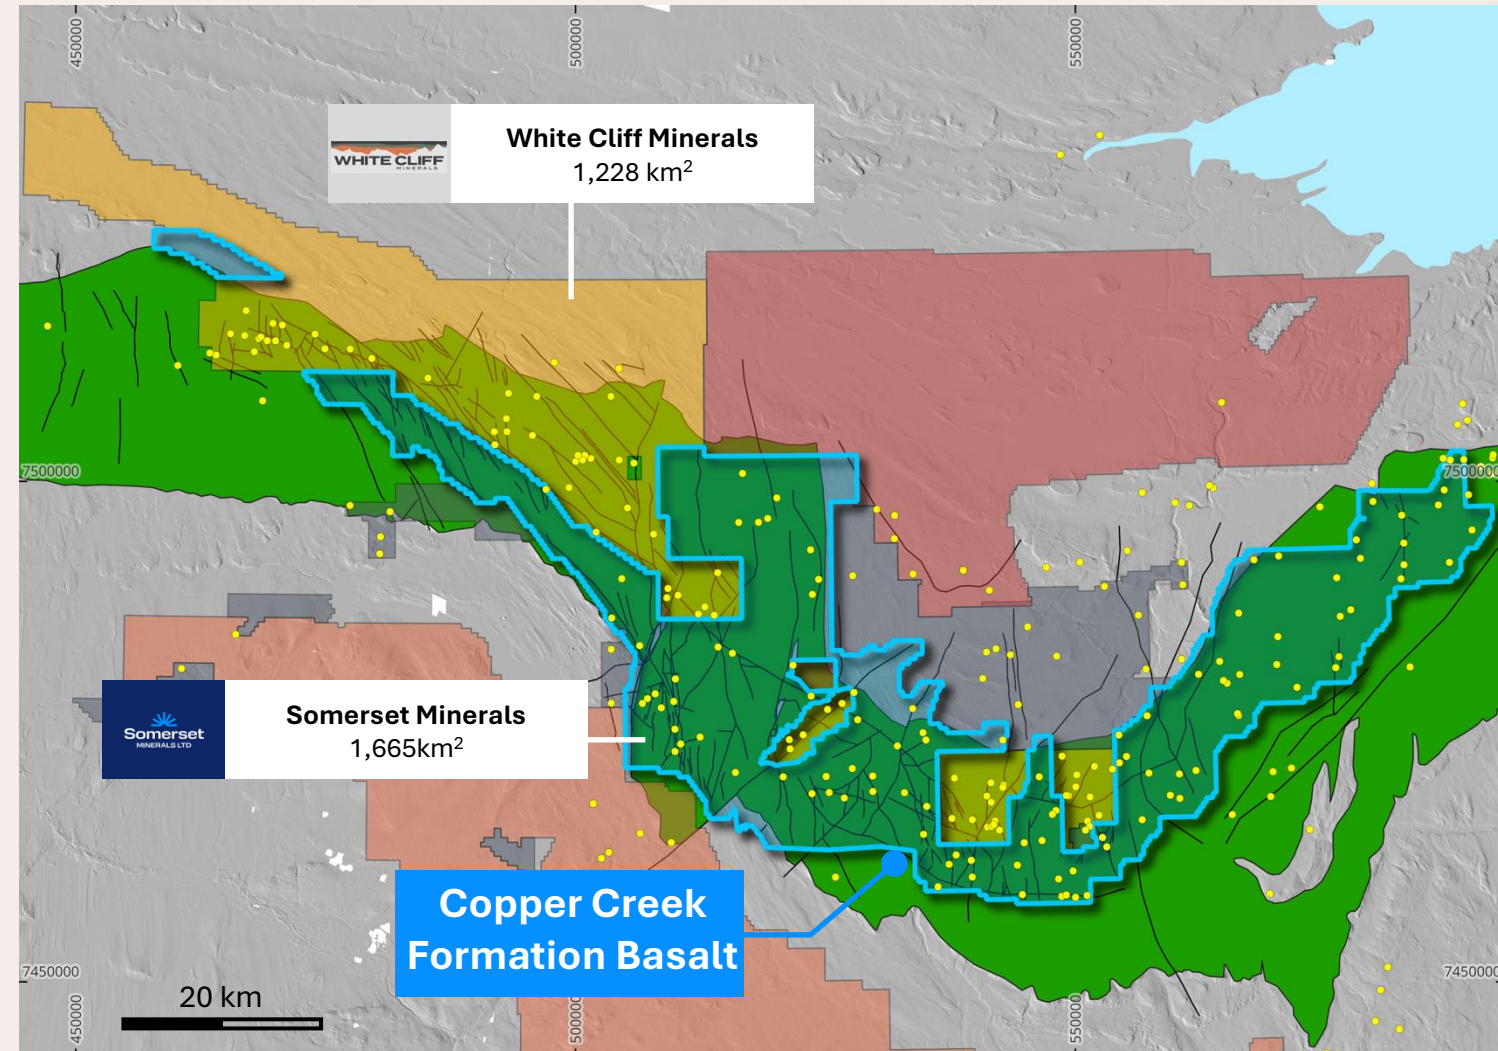 450000
500000
550000
White Cliff Minerals
1,228 km²
WHITE CLIFF
MINERALS
7500000
7500000
Somerset
MINERALS LTD
Somerset Minerals
1,665km²
Copper Creek
Formation Basalt
7450000
7450000
20 km
450000
500000
550000